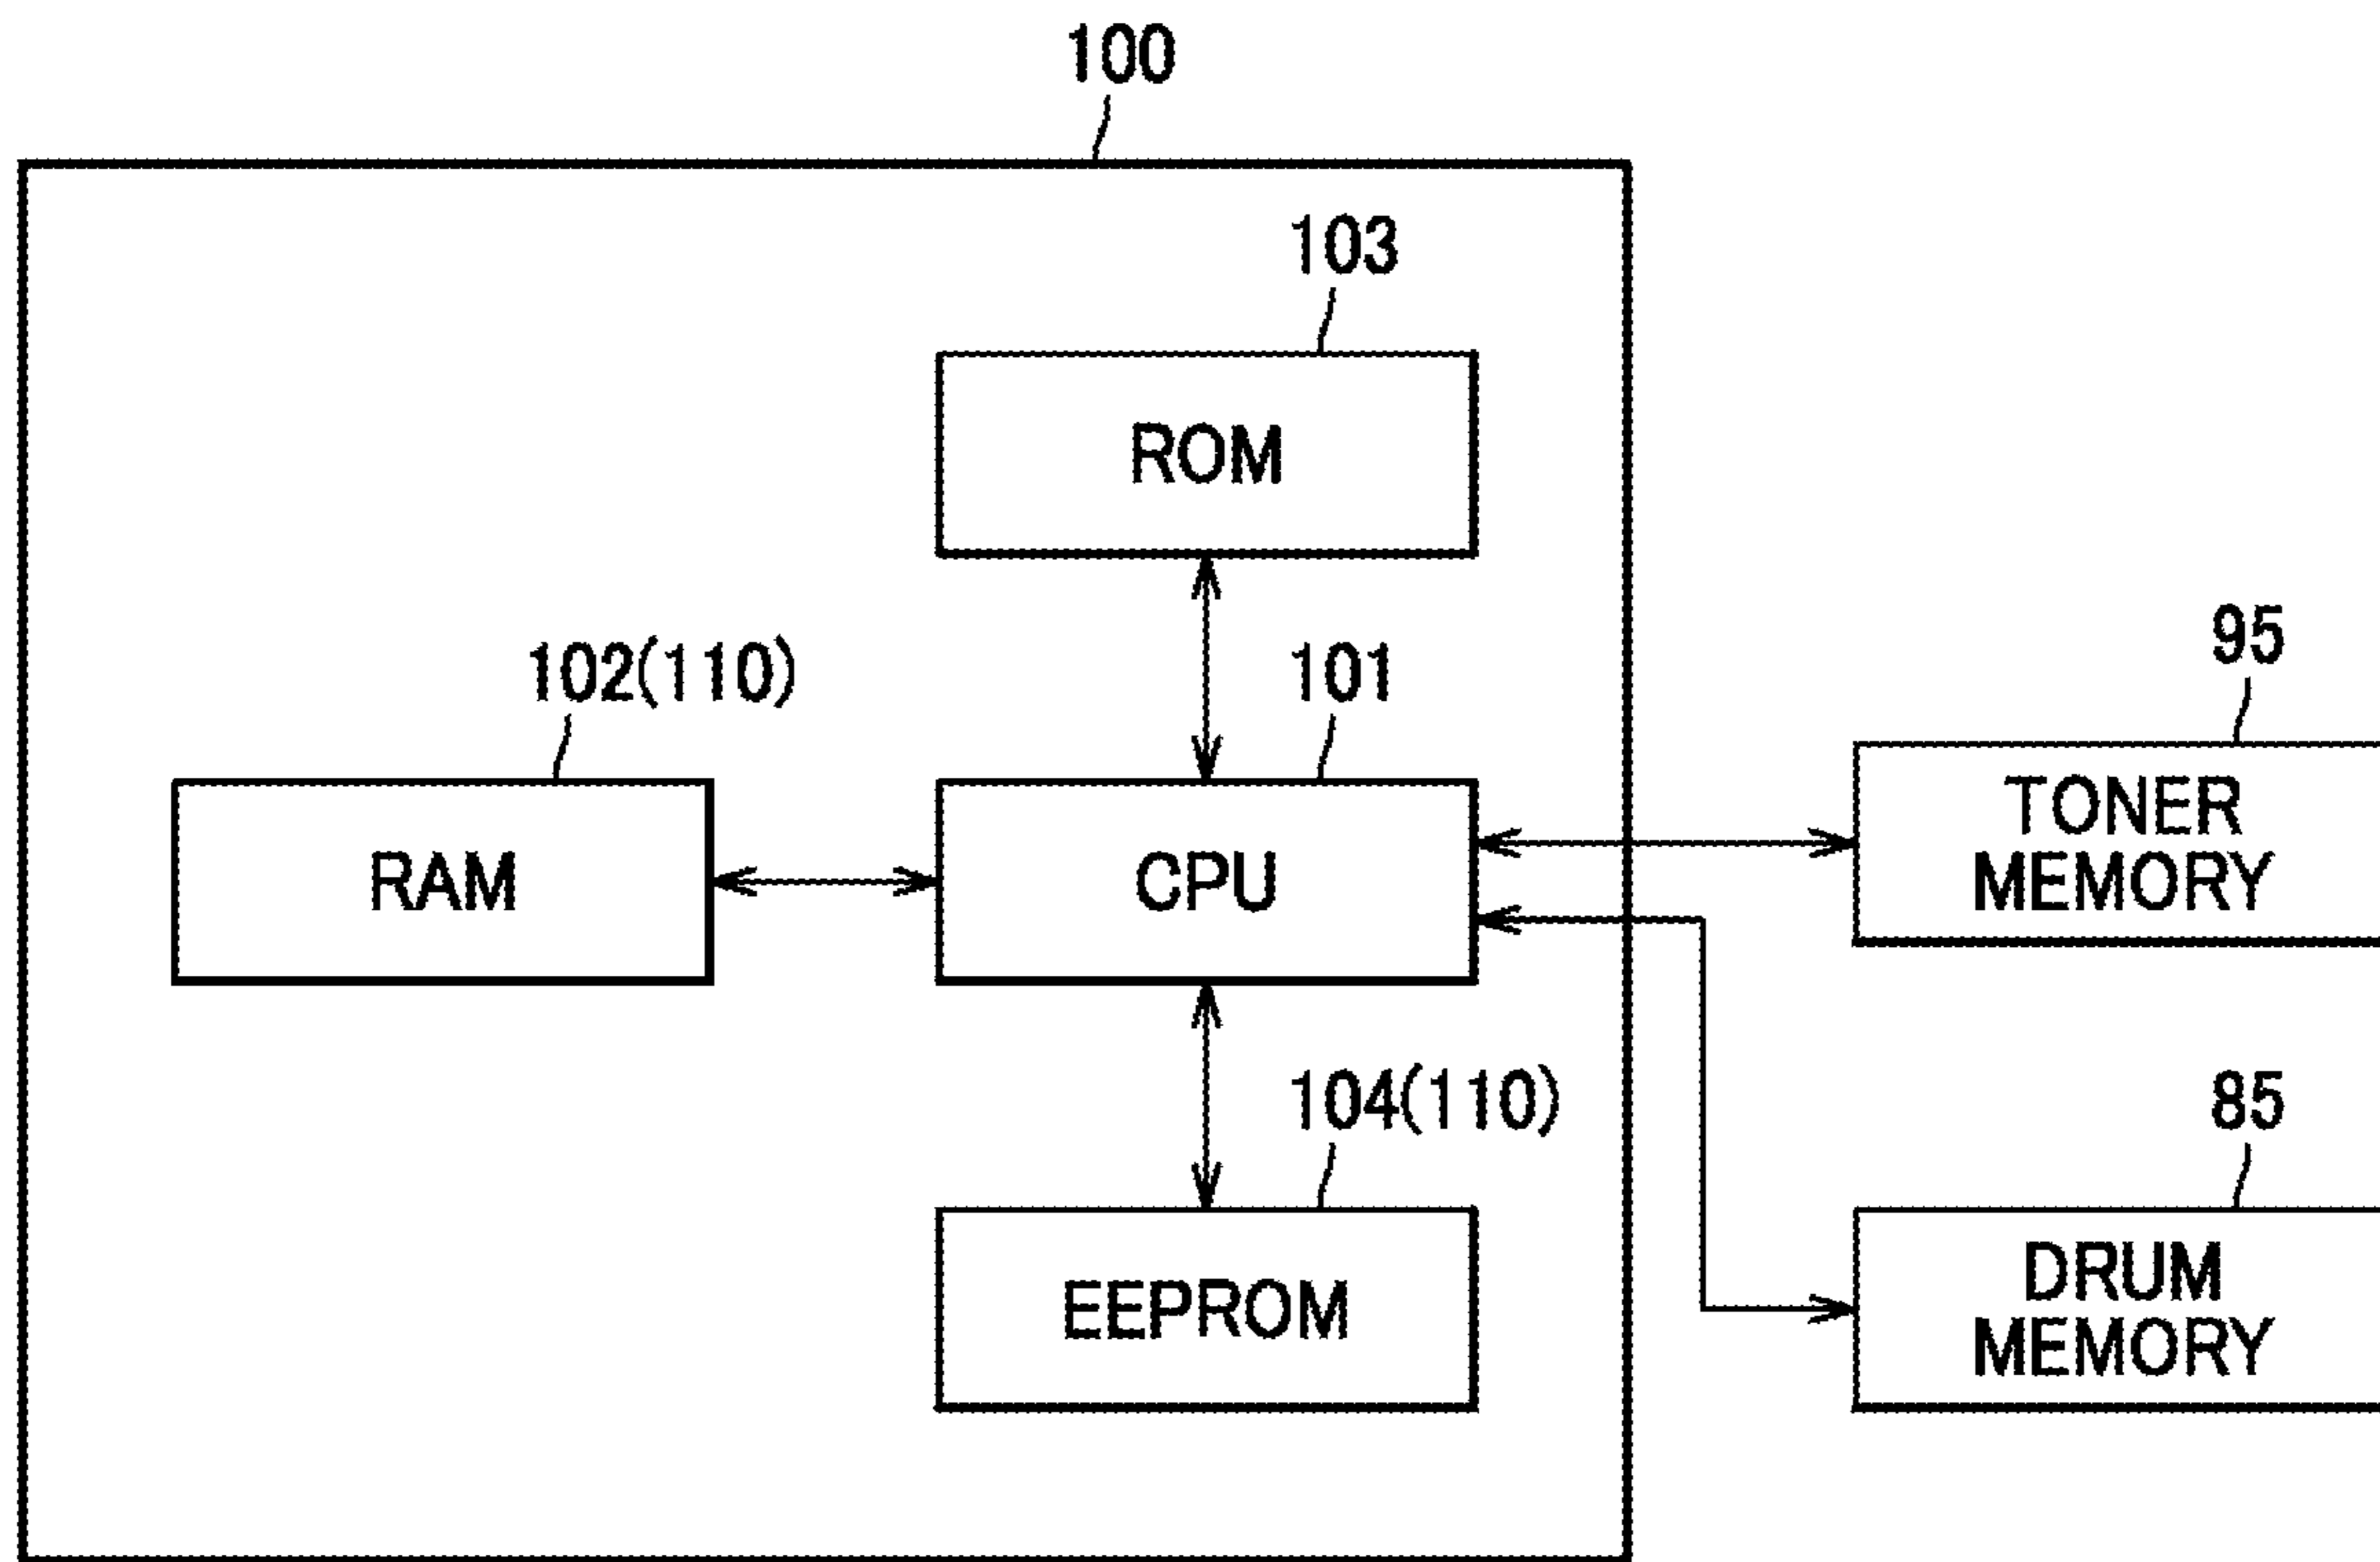 100
103
ROM
102(110)
101
95
RAM
CPU
TONER
MEMORY
104(110)
85
EEPROM
DRUM
MEMORY